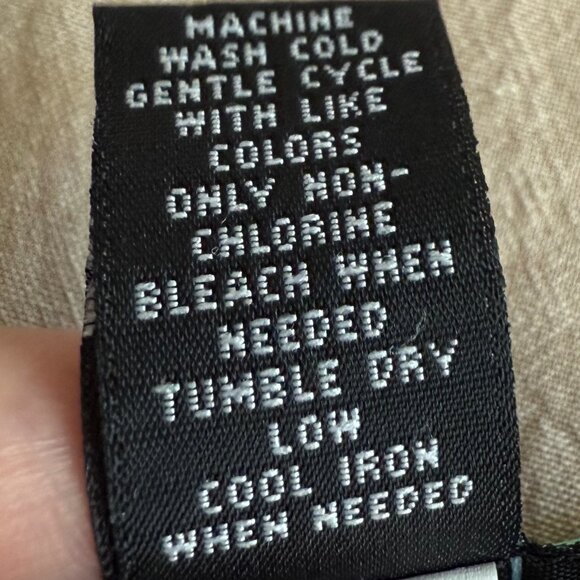 MACHINE
WASH COLD
GENTLE CYCLE
WITH LIKE
COLORS
ONLY NON-
CHLORINE
BLEACH WHEN
NEEDED
TUMBLE DRY
LOW
COOL IRON
WHEN NEEDED